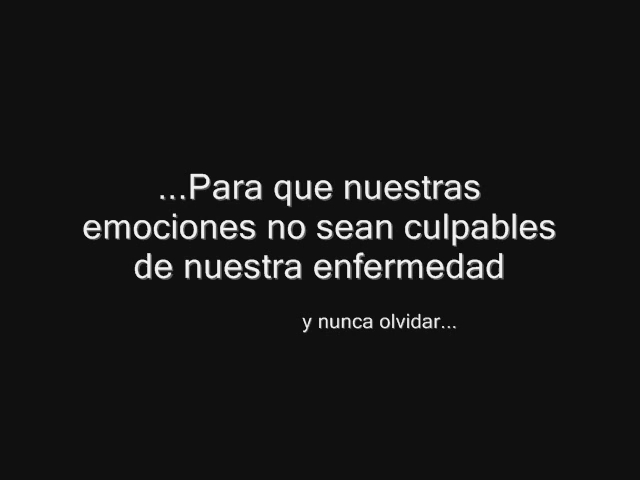 ...Para que nuestras
emociones no sean culpables
de nuestra enfermedad
y nunca olvidar...